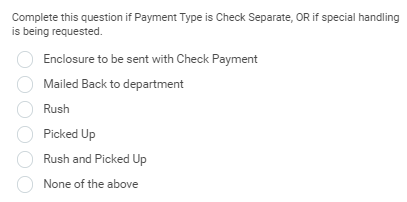 Complete this question if Payment Type is Check Separate, OR if special handling
is being requested.
Enclosure to be sent with Check Payment
Mailed Back to department
Rush
Picked Up
Rush and Picked Up
None of the above